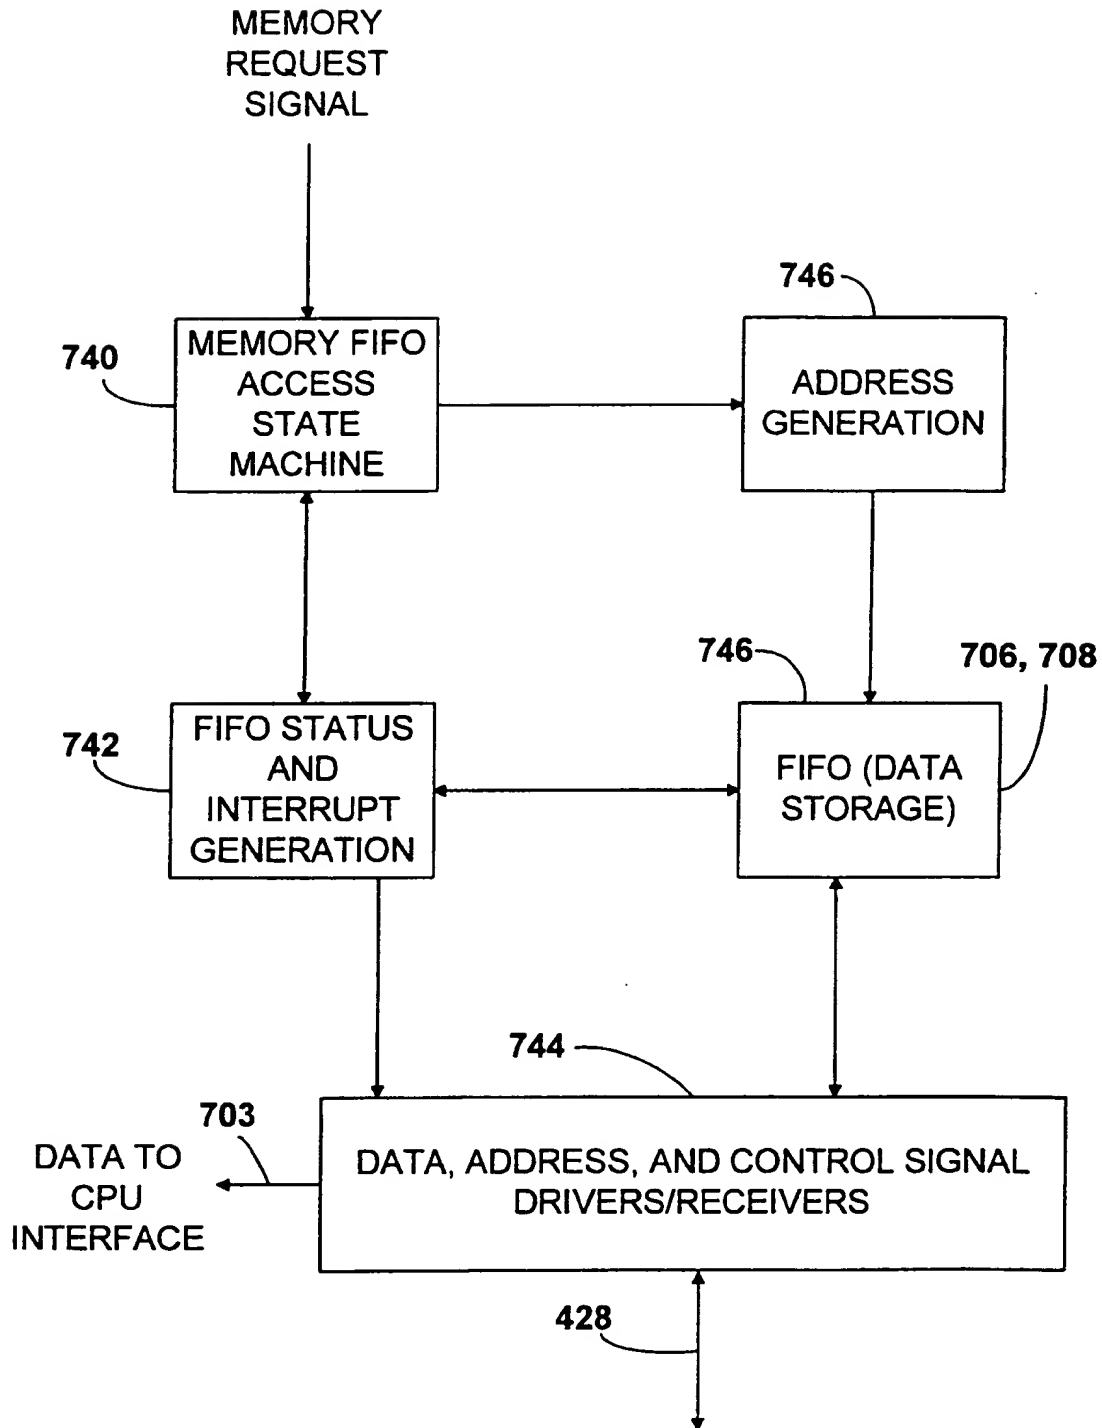 MEMORY
REQUEST
SIGNAL
746
740
MEMORY FIFO
ACCESS
STATE
MACHINE
ADDRESS
GENERATION
746
706, 708
742
FIFO STATUS
AND
INTERRUPT
GENERATION
FIFO (DATA
STORAGE)
744
703
DATA TO
CPU
INTERFACE
DATA, ADDRESS, AND CONTROL SIGNAL
DRIVERS/RECEIVERS
428